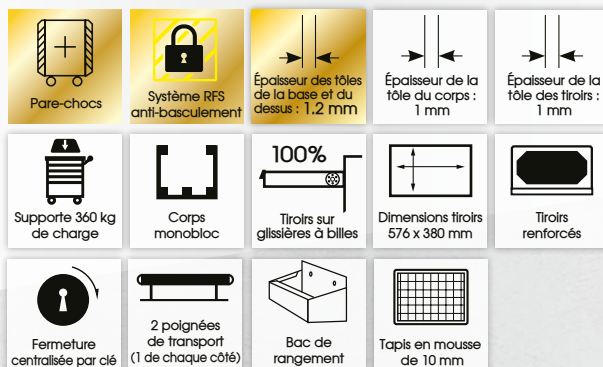 Pare-chocs
Système RFS
anti-basculement
Épaisseur des tôles
de la base et du
dessus : 1.2 mm
Épaisseur de la
tôle du corps :
1 mm
Épaisseur de la
tôle des tiroirs :
1 mm
Supporte 360 kg
de charge
Corps
monobloc
100%
Tiroirs sur
glissières à billes
Dimensions tiroirs
576 x 380 mm
Tiroirs
renforcés
Fermeture
centralisée par clé
2 poignées
de transport
(1 de chaque côté)
Bac de
rangement
Tapis en mousse
de 10 mm